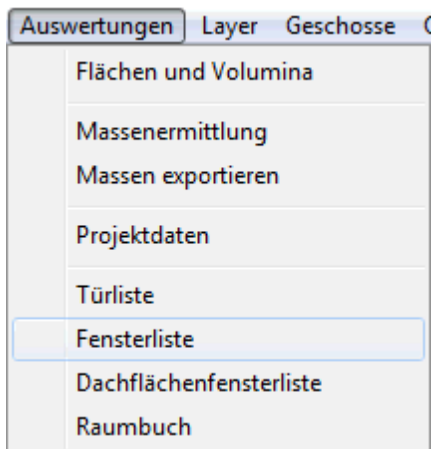 Auswertungen Layer Geschosse
Flächen und Volumina
Massenermittlung
Massen exportieren
Projektdaten
Türliste
Fensterliste
Dachflächenfensterliste
Raumbuch